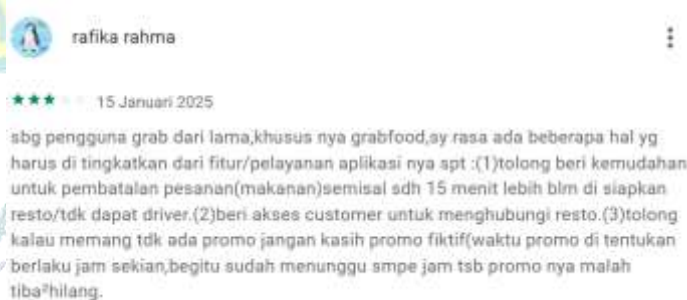 rafika rahma
15 Januari 2025
sbg pengguna grab dari lama,khusus nya grabfood,sy rasa ada beberapa hal yg
harus di tingkatkan dari fitur/pelayanan aplikasi nya spt :(1)tolong beri kemudahan
untuk pembatalan pesanan(makanan)semisal sdh 15 menit lebih blm di siapkan
resto/tdk dapat driver.(2)beri akses customer untuk menghubungi resto.(3)tolong
kalau memang tdk ada promo jangan kasih promo fiktif(waktu promo di tentukan
berlaku jam sekian,begitu sudah menunggu smpe jam tsb promo nya malah
tiba²hilang.